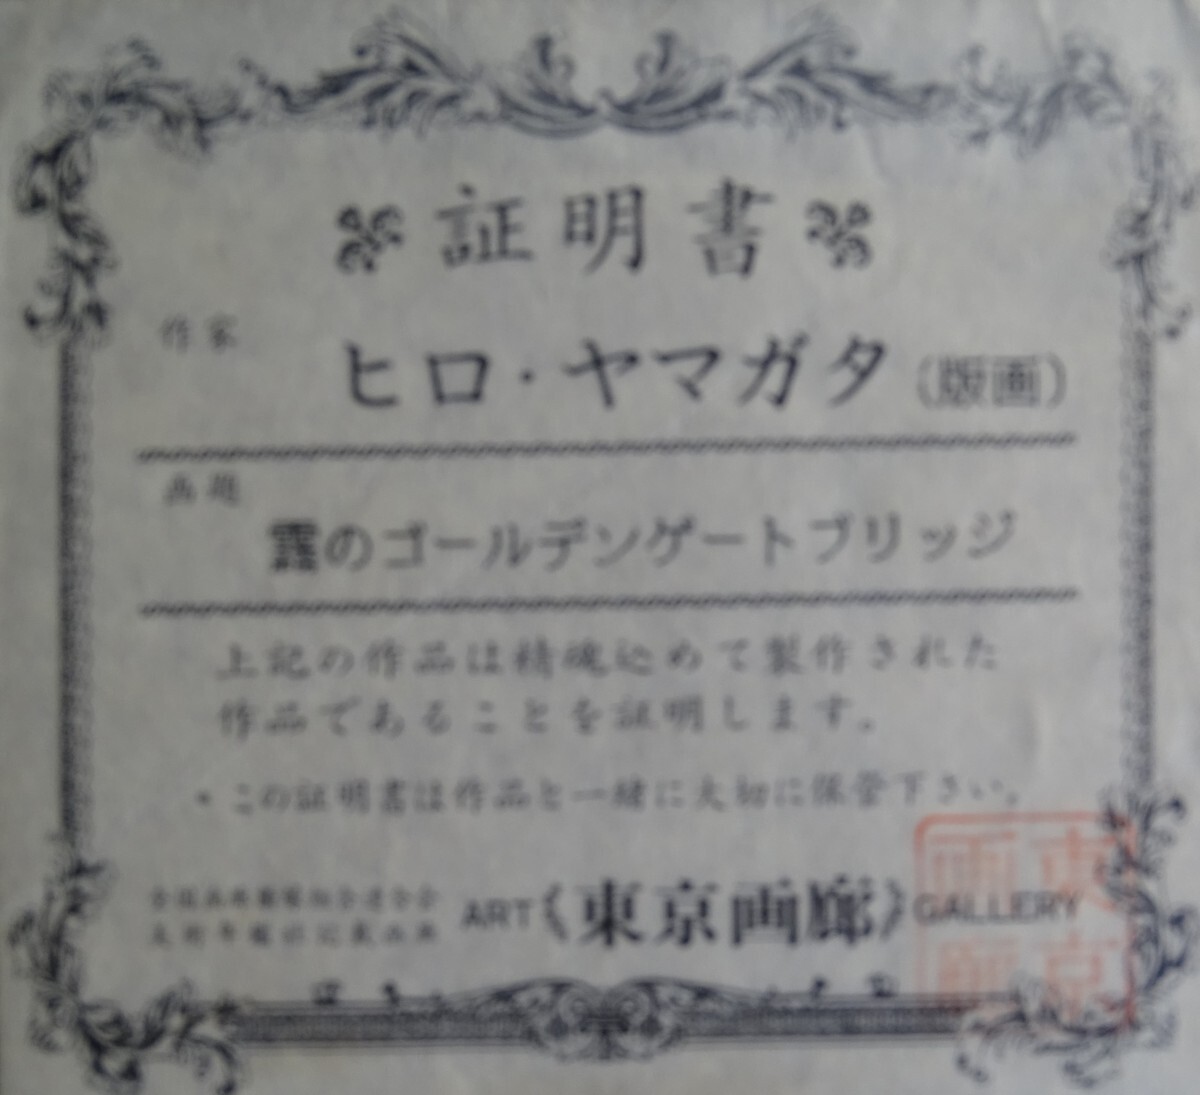 証明書
作家
ヒロ・ヤマガタ（版画）
画題
霧のゴールデンゲートブリッジ
上記の作品は精魂込めて製作された
作品であることを証明します。
・この証明書は作品と一緒に大切に保管下さい。
ART《東京画廊》GALLERY
東京画廊